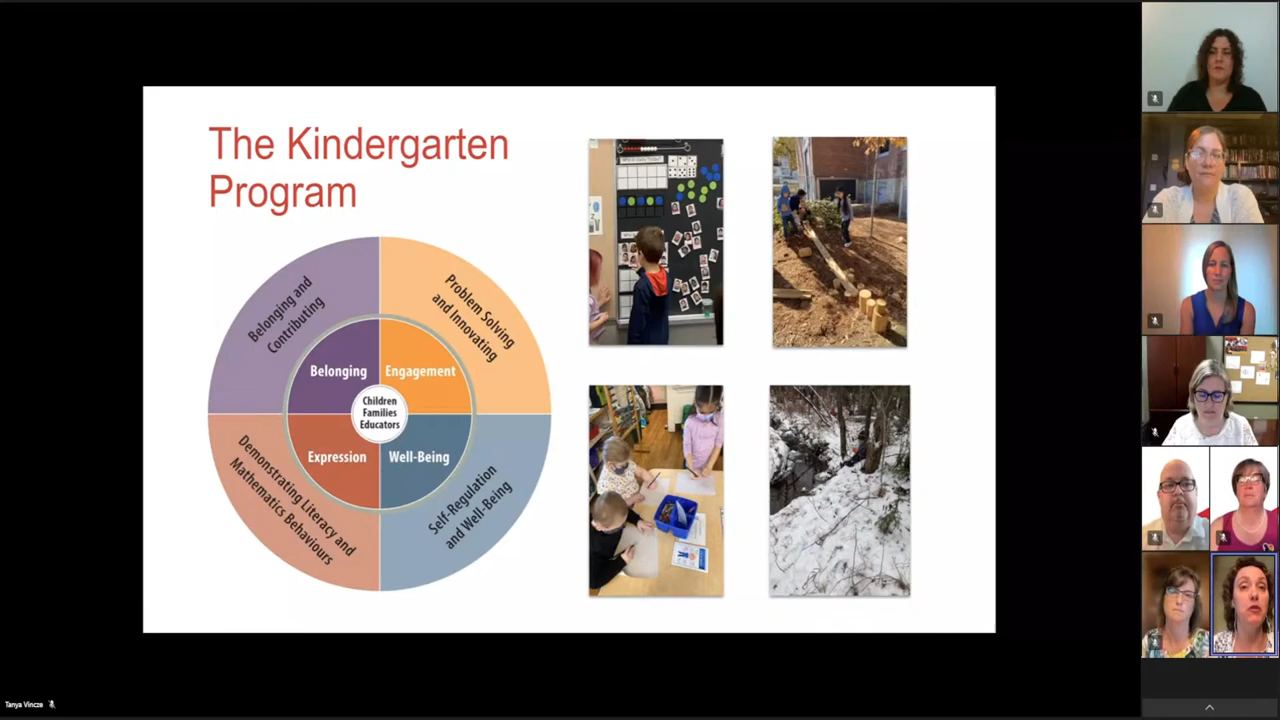 The Kindergarten
Program
Belonging and
Contributing
Problem Solving
and Innovating
Belonging
Engagement
Children
Families
Educators
Expression
Well-Being
Demonstrating Literacy and
Mathematics Behaviours
Self-Regulation
and Well-Being
Tanya Vincze